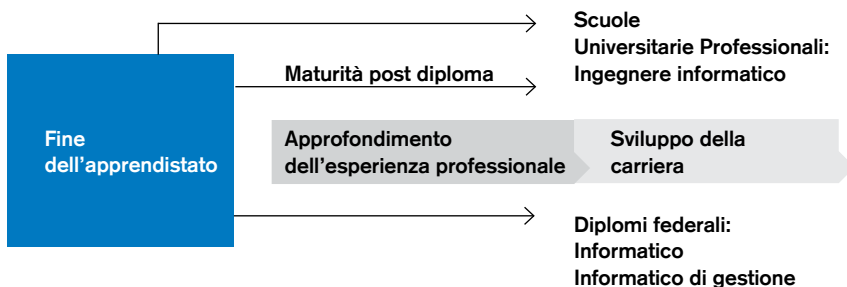 Scuole
Universitarie Professionali:
Ingegnere informatico
Maturità post diploma
Fine
dell'apprendistato
Approfondimento
dell'esperienza professionale
Sviluppo della
carriera
Diplomi federali:
Informatico
Informatico di gestione